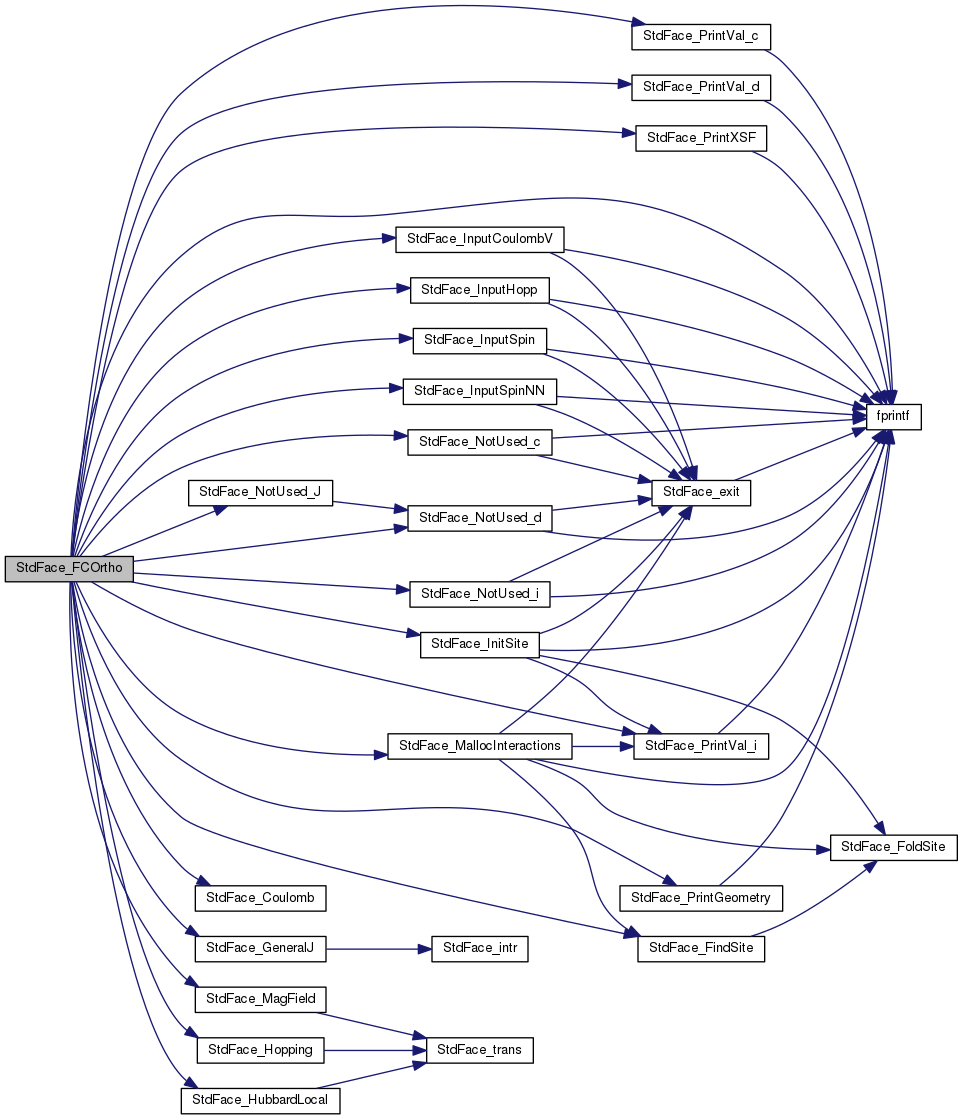 StdFace_PrintVal_c
StdFace_PrintVal_d
StdFace_PrintXSF
StdFace_InputCoulombV
StdFace_InputHopp
StdFace_InputSpin
StdFace_InputSpinNN
fprintf
StdFace_NotUsed_c
StdFace_NotUsed_J
StdFace_exit
StdFace_NotUsed_d
StdFace_FCOrtho
StdFace_NotUsed_i
StdFace_InitSite
StdFace_MallocInteractions
StdFace_PrintVal_i
StdFace_FoldSite
StdFace_Coulomb
StdFace_PrintGeometry
StdFace_GeneralJ
StdFace_intr
StdFace_FindSite
StdFace_MagField
StdFace_Hopping
StdFace_trans
StdFace_HubbardLocal